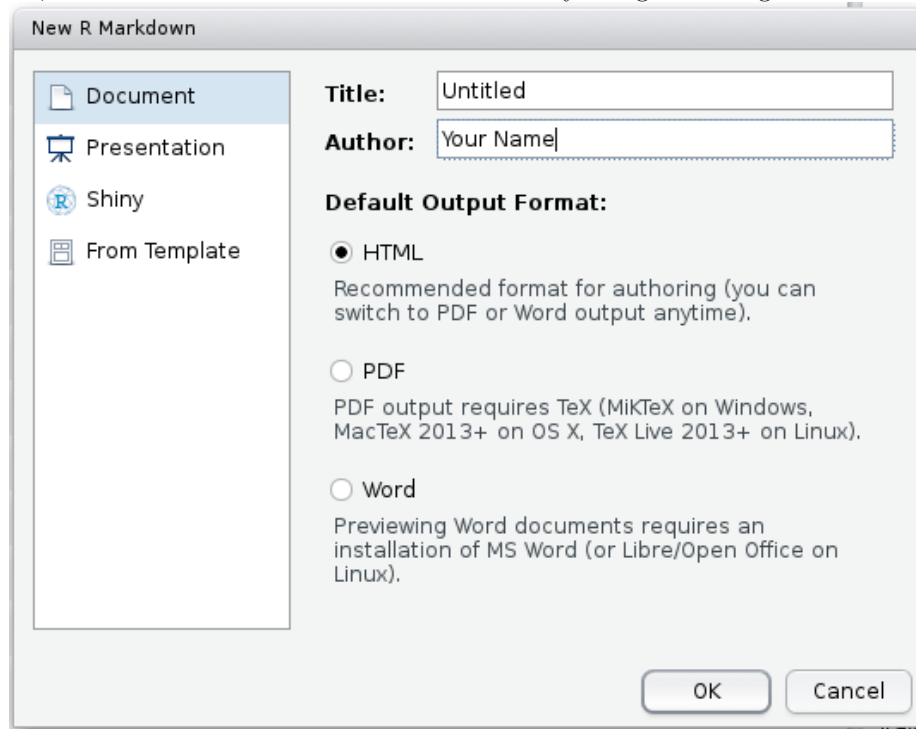 New R Markdown
Document
Presentation
Shiny
From Template
Title: Untitled
Author: Your Name
Default Output Format:
HTML
Recommended format for authoring (you can
switch to PDF or Word output anytime).
PDF
PDF output requires TeX (MiKTeX on Windows,
MacTeX 2013+ on OS X, TeX Live 2013+ on Linux).
Word
Previewing Word documents requires an
installation of MS Word (or Libre/Open Office on
Linux).
OK Cancel